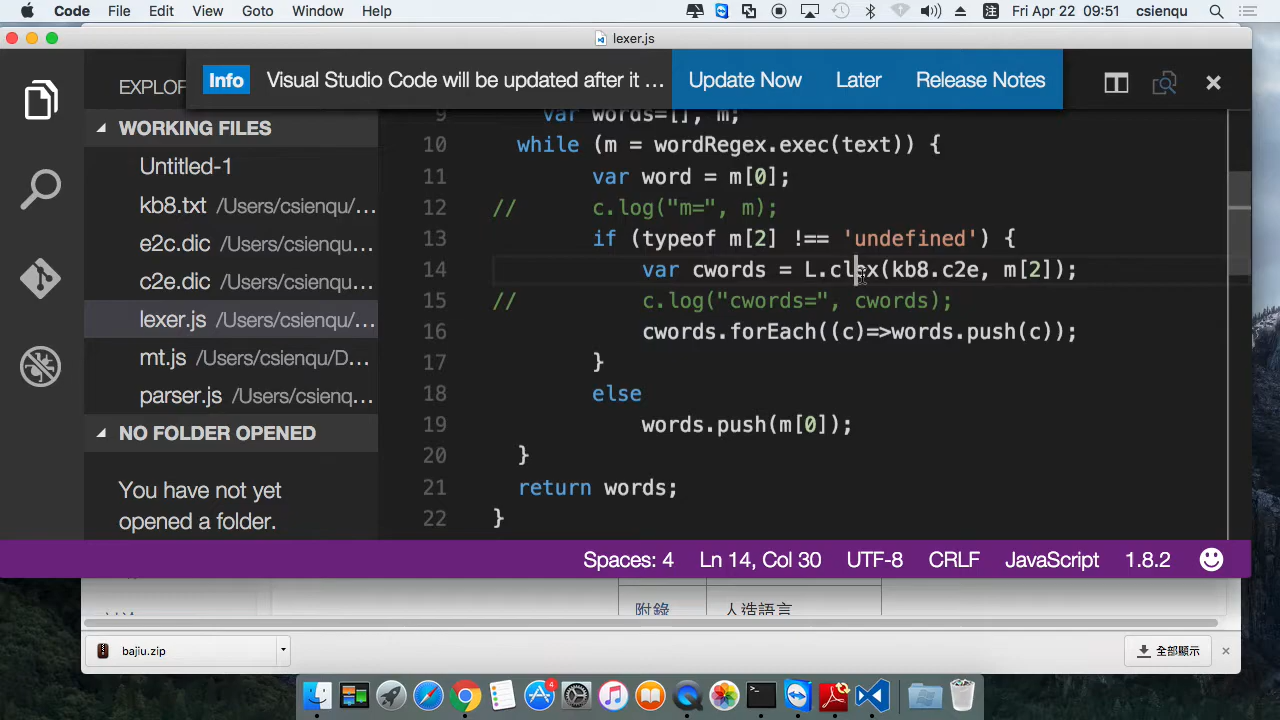 Code File Edit View Goto Window Help
注 Fri Apr 22 09:51 csienqu
lexer.js
EXPLOR
Info Visual Studio Code will be updated after it … Update Now Later Release Notes
WORKING FILES
Untitled-1
kb8.txt /Users/csienqu/…
e2c.dic /Users/csienqu/…
c2e.dic /Users/csienqu/…
lexer.js /Users/csienqu/…
mt.js /Users/csienqu/D…
parser.js /Users/csienq…
NO FOLDER OPENED
You have not yet
opened a folder.
9 var words=[], m;
10 while (m = wordRegex.exec(text)) {
11 var word = m[0];
12 // c.log("m=", m);
13 if (typeof m[2] !== 'undefined') {
14 var cwords = L.clex(kb8.c2e, m[2]);
15 // c.log("cwords=", cwords);
16 cwords.forEach((c)=>words.push(c));
17 }
18 else
19 words.push(m[0]);
20 }
21 return words;
22 }
Spaces: 4 Ln 14, Col 30 UTF-8 CRLF JavaScript 1.8.2
附錄 人造語言
bajiu.zip
全部顯示
4